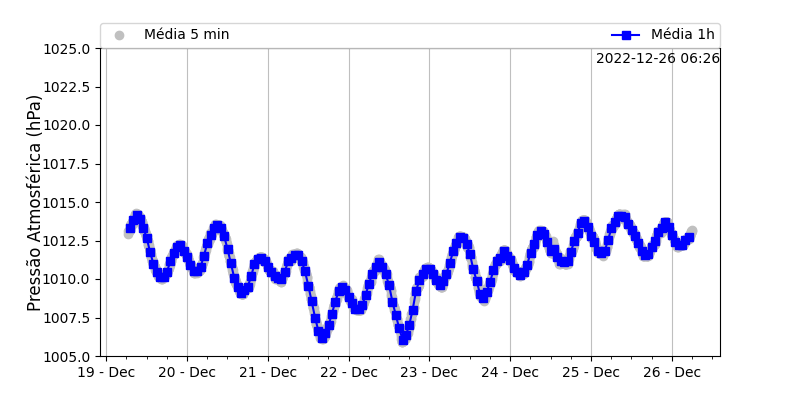 Média 5 min
Média 1h
2022-12-26 06:26
Pressão Atmosférica (hPa)
1025.0
1022.5
1020.0
1017.5
1015.0
1012.5
1010.0
1007.5
1005.0
19 - Dec
20 - Dec
21 - Dec
22 - Dec
23 - Dec
24 - Dec
25 - Dec
26 - Dec